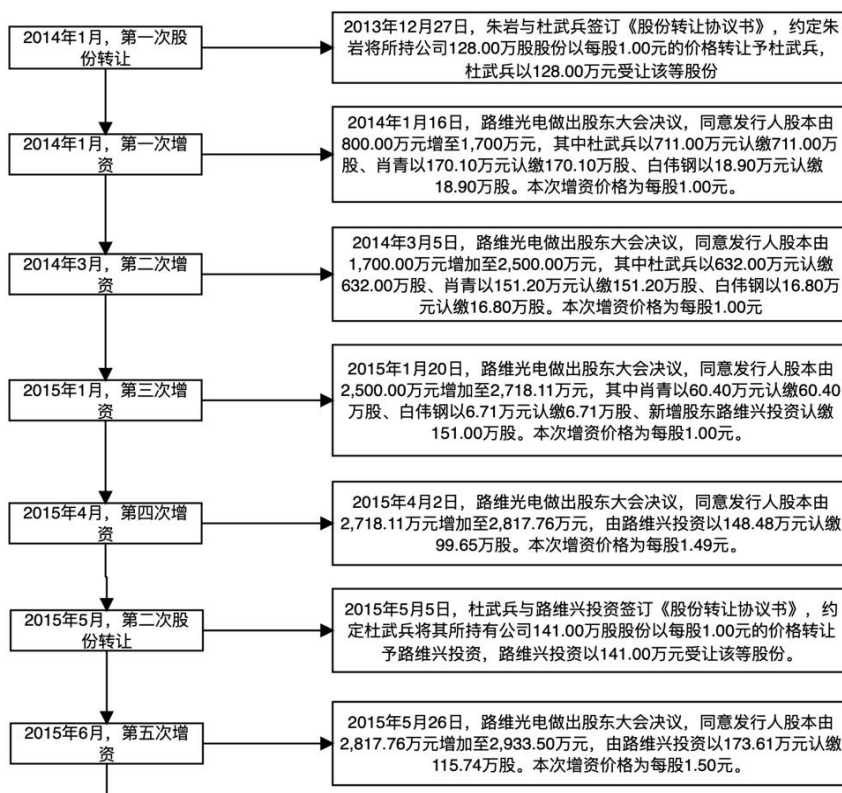 2014年1月，第一次股
份转让
2013年12月27日，朱岩与杜武兵签订《股份转让协议书》，约定朱
岩将所持公司128.00万股股份以每股1.00元的价格转让予杜武兵，
杜武兵以128.00万元受让该等股份
2014年1月，第一次增
资
2014年1月16日，路维光电做出股东大会决议，同意发行人股本由
800.00万元增至1,700万元，其中杜武兵以711.00万元认缴711.00万
股、肖青以170.10万元认缴170.10万股、白伟钢以18.90万元认缴
18.90万股。本次增资价格为每股1.00元。
2014年3月，第二次增
资
2014年3月5日，路维光电做出股东大会决议，同意发行人股本由
1,700.00万元增加至2,500.00万元，其中杜武兵以632.00万元认缴
632.00万股、肖青以151.20万元认缴151.20万股、白伟钢以16.80万
元认缴16.80万股。本次增资价格为每股1.00元
2015年1月，第三次增
资
2015年1月20日，路维光电做出股东大会决议，同意发行人股本由
2,500.00万元增加至2,718.11万元，其中肖青以60.40万元认缴60.40
万股、白伟钢以6.71万元认缴6.71万股、新增股东路维兴投资认缴
151.00万股。本次增资价格为每股1.00元。
2015年4月，第四次增
资
2015年4月2日，路维光电做出股东大会决议，同意发行人股本由
2,718.11万元增加至2,817.76万元，由路维兴投资以148.48万元认缴
99.65万股。本次增资价格为每股1.49元。
2015年5月，第二次股
份转让
2015年5月5日，杜武兵与路维兴投资签订《股份转让协议书》，约
定杜武兵将其所持有公司141.00万股股份以每股1.00元的价格转让
予路维兴投资，路维兴投资以141.00万元受让该等股份。
2015年6月，第五次增
资
2015年5月26日，路维光电做出股东大会决议，同意发行人股本由
2,817.76万元增加至2,933.50万元，由路维兴投资以173.61万元认缴
115.74万股。本次增资价格为每股1.50元。